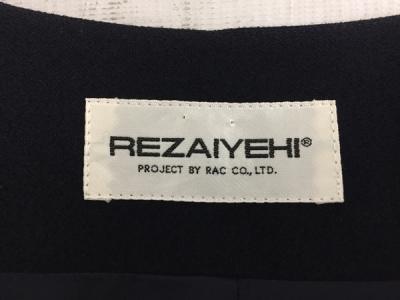 REZAIYEHI®
PROJECT BY RAC CO., LTD.